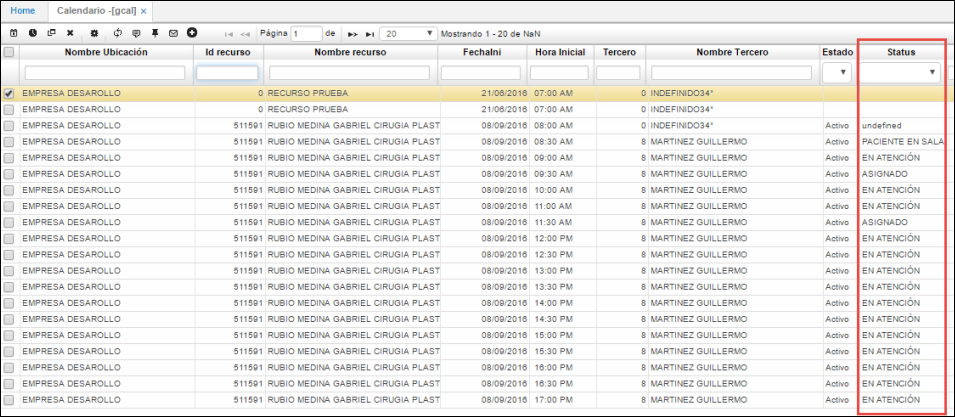 Home Calendario -[gcal] ×
Página 1 de 20 Mostrando 1 - 20 de NaN
Nombre Ubicación Id recurso Nombre recurso FechaIni Hora Inicial Tercero Nombre Tercero Estado Status
EMPRESA DESAROLLO 0 RECURSO PRUEBA 21/06/2016 07:00 AM 0 INDEFINIDO34*
EMPRESA DESAROLLO 0 RECURSO PRUEBA 21/06/2016 07:00 AM 0 INDEFINIDO34*
EMPRESA DESAROLLO 511591 RUBIO MEDINA GABRIEL CIRUGIA PLAST 08/09/2016 08:00 AM 0 INDEFINIDO34* Activo undefined
EMPRESA DESAROLLO 511591 RUBIO MEDINA GABRIEL CIRUGIA PLAST 08/09/2016 08:30 AM 8 MARTINEZ GUILLERMO Activo PACIENTE EN SALA
EMPRESA DESAROLLO 511591 RUBIO MEDINA GABRIEL CIRUGIA PLAST 08/09/2016 09:00 AM 8 MARTINEZ GUILLERMO Activo EN ATENCIÓN
EMPRESA DESAROLLO 511591 RUBIO MEDINA GABRIEL CIRUGIA PLAST 08/09/2016 09:30 AM 8 MARTINEZ GUILLERMO Activo ASIGNADO
EMPRESA DESAROLLO 511591 RUBIO MEDINA GABRIEL CIRUGIA PLAST 08/09/2016 10:00 AM 8 MARTINEZ GUILLERMO Activo EN ATENCIÓN
EMPRESA DESAROLLO 511591 RUBIO MEDINA GABRIEL CIRUGIA PLAST 08/09/2016 11:00 AM 8 MARTINEZ GUILLERMO Activo EN ATENCIÓN
EMPRESA DESAROLLO 511591 RUBIO MEDINA GABRIEL CIRUGIA PLAST 08/09/2016 11:30 AM 8 MARTINEZ GUILLERMO Activo ASIGNADO
EMPRESA DESAROLLO 511591 RUBIO MEDINA GABRIEL CIRUGIA PLAST 08/09/2016 12:00 PM 8 MARTINEZ GUILLERMO Activo EN ATENCIÓN
EMPRESA DESAROLLO 511591 RUBIO MEDINA GABRIEL CIRUGIA PLAST 08/09/2016 12:30 PM 8 MARTINEZ GUILLERMO Activo EN ATENCIÓN
EMPRESA DESAROLLO 511591 RUBIO MEDINA GABRIEL CIRUGIA PLAST 08/09/2016 13:00 PM 8 MARTINEZ GUILLERMO Activo EN ATENCIÓN
EMPRESA DESAROLLO 511591 RUBIO MEDINA GABRIEL CIRUGIA PLAST 08/09/2016 13:30 PM 8 MARTINEZ GUILLERMO Activo EN ATENCIÓN
EMPRESA DESAROLLO 511591 RUBIO MEDINA GABRIEL CIRUGIA PLAST 08/09/2016 14:00 PM 8 MARTINEZ GUILLERMO Activo EN ATENCIÓN
EMPRESA DESAROLLO 511591 RUBIO MEDINA GABRIEL CIRUGIA PLAST 08/09/2016 14:30 PM 8 MARTINEZ GUILLERMO Activo EN ATENCIÓN
EMPRESA DESAROLLO 511591 RUBIO MEDINA GABRIEL CIRUGIA PLAST 08/09/2016 15:00 PM 8 MARTINEZ GUILLERMO Activo EN ATENCIÓN
EMPRESA DESAROLLO 511591 RUBIO MEDINA GABRIEL CIRUGIA PLAST 08/09/2016 15:30 PM 8 MARTINEZ GUILLERMO Activo EN ATENCIÓN
EMPRESA DESAROLLO 511591 RUBIO MEDINA GABRIEL CIRUGIA PLAST 08/09/2016 16:00 PM 8 MARTINEZ GUILLERMO Activo EN ATENCIÓN
EMPRESA DESAROLLO 511591 RUBIO MEDINA GABRIEL CIRUGIA PLAST 08/09/2016 16:30 PM 8 MARTINEZ GUILLERMO Activo EN ATENCIÓN
EMPRESA DESAROLLO 511591 RUBIO MEDINA GABRIEL CIRUGIA PLAST 08/09/2016 17:00 PM 8 MARTINEZ GUILLERMO Activo EN ATENCIÓN